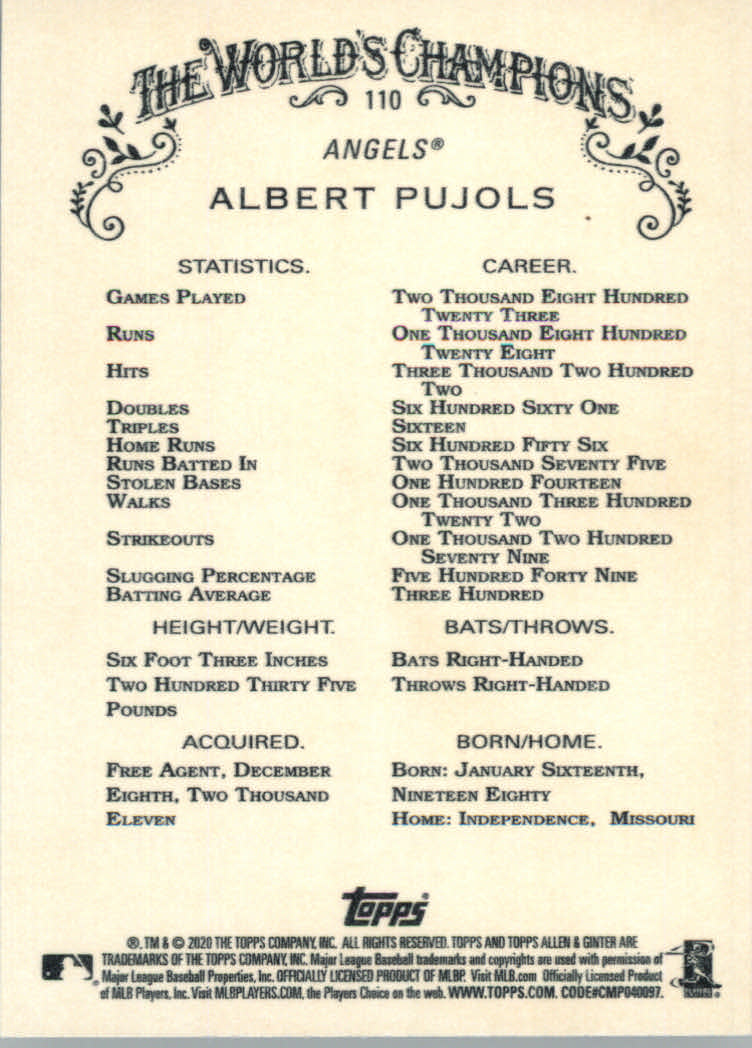 THE WORLD'S CHAMPIONS
110
ANGELS®
ALBERT PUJOLS
STATISTICS. CAREER.
GAMES PLAYED TWO THOUSAND EIGHT HUNDRED
TWENTY THREE
RUNS ONE THOUSAND EIGHT HUNDRED
TWENTY EIGHT
HITS THREE THOUSAND TWO HUNDRED
TWO
DOUBLES SIX HUNDRED SIXTY ONE
TRIPLES SIXTEEN
HOME RUNS SIX HUNDRED FIFTY SIX
RUNS BATTED IN TWO THOUSAND SEVENTY FIVE
STOLEN BASES ONE HUNDRED FOURTEEN
WALKS ONE THOUSAND THREE HUNDRED
TWENTY TWO
STRIKEOUTS ONE THOUSAND TWO HUNDRED
SEVENTY NINE
SLUGGING PERCENTAGE FIVE HUNDRED FORTY NINE
BATTING AVERAGE THREE HUNDRED
HEIGHT/WEIGHT. BATS/THROWS.
SIX FOOT THREE INCHES BATS RIGHT-HANDED
TWO HUNDRED THIRTY FIVE THROWS RIGHT-HANDED
POUNDS
ACQUIRED. BORN/HOME.
FREE AGENT, DECEMBER BORN: JANUARY SIXTEENTH,
EIGHTH, TWO THOUSAND NINETEEN EIGHTY
ELEVEN HOME: INDEPENDENCE, MISSOURI
topps®
®, TM & © 2020 THE TOPPS COMPANY, INC. ALL RIGHTS RESERVED. TOPPS AND TOPPS ALLEN & GINTER ARE
TRADEMARKS OF THE TOPPS COMPANY, INC. Major League Baseball trademarks and copyrights are used with permission of
Major League Baseball Properties, Inc. OFFICIALLY LICENSED PRODUCT OF MLBP. Visit MLB.com Officially Licensed Product
of MLB Players, Inc. Visit MLBPLAYERS.COM, the Players Choice on the web. WWW.TOPPS.COM. CODE#CMP040097.